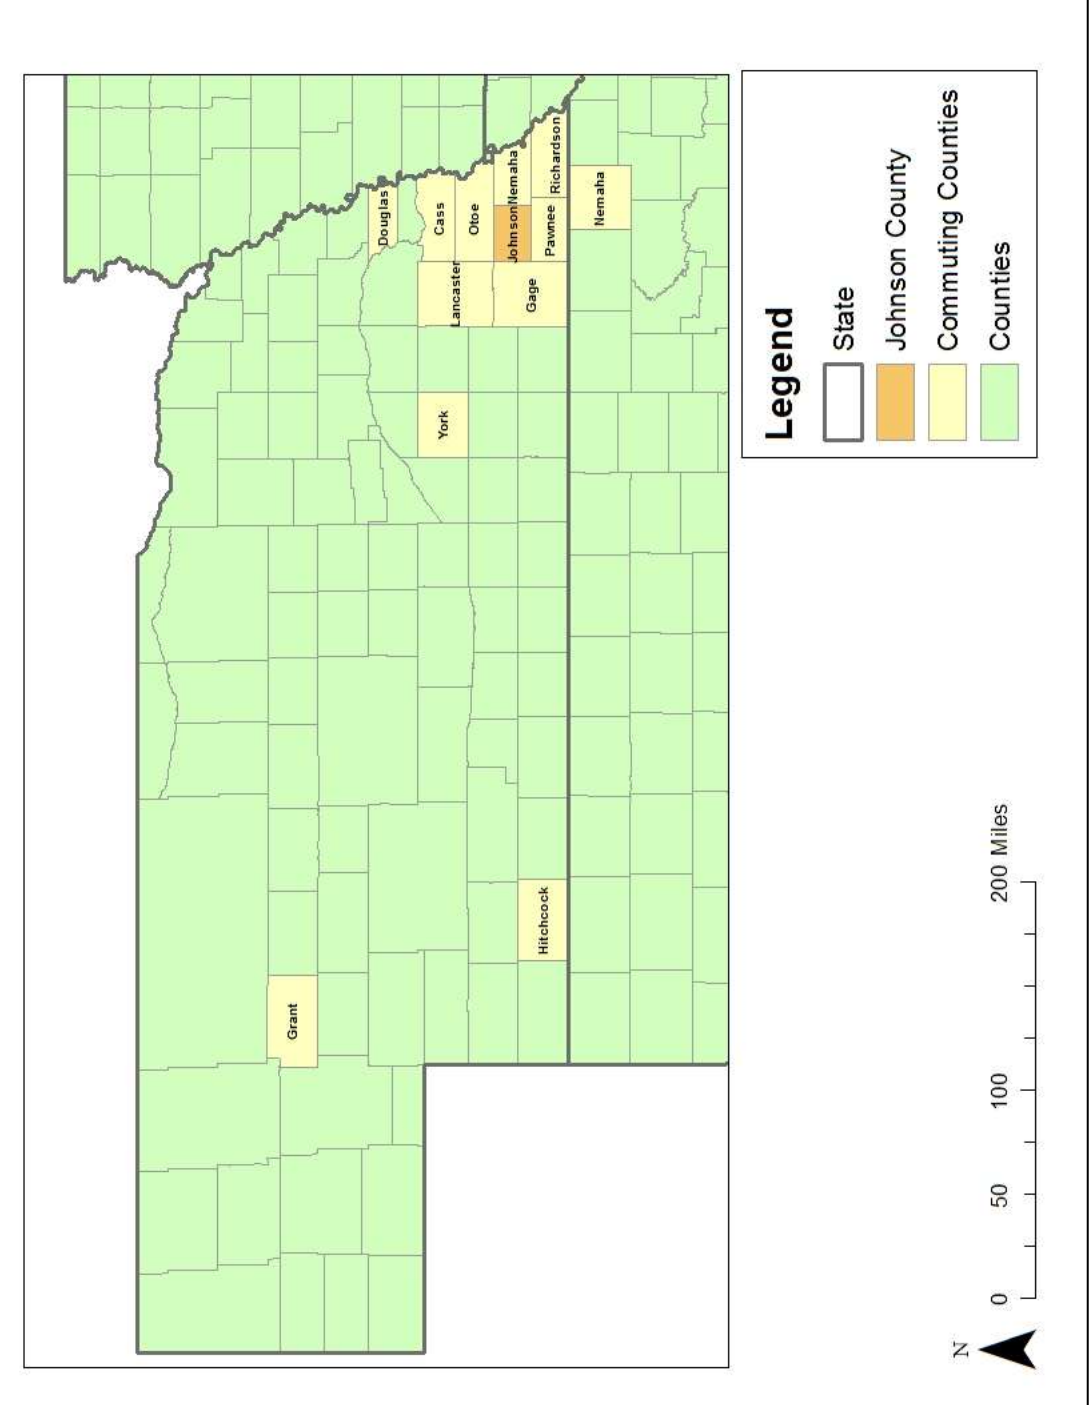 Grant
Hitchcock
York
Lancaster
Gage
Douglas
Cass
Otoe
Johnson
Nemaha
Pawnee
Richardson
Nemaha
N
0
50
100
200 Miles
Legend
State
Johnson County
Commuting Counties
Counties